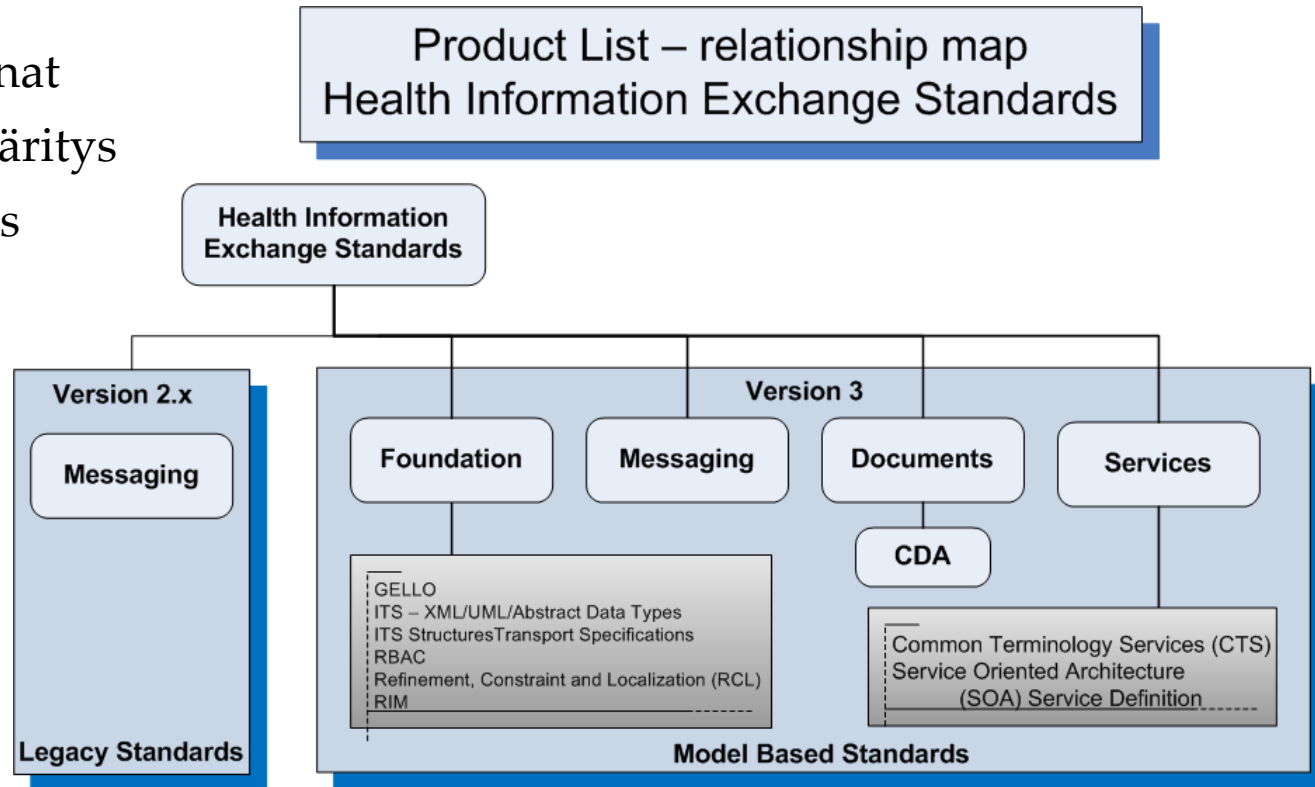 Product List – relationship map
Health Information Exchange Standards
Health Information
Exchange Standards
Version 2.x
Messaging
Legacy Standards
Version 3
Foundation
Messaging
Documents
Services
CDA
GELLO
ITS – XML/UML/Abstract Data Types
ITS StructuresTransport Specifications
RBAC
Refinement, Constraint and Localization (RCL)
RIM
Common Terminology Services (CTS)
Service Oriented Architecture
(SOA) Service Definition
Model Based Standards